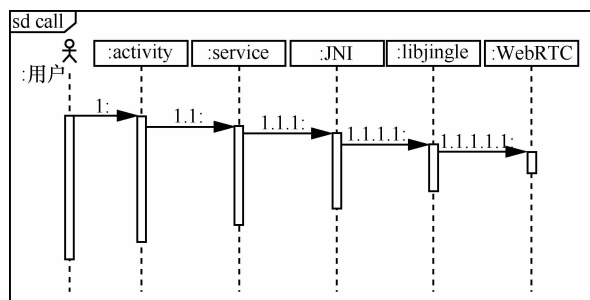 sd call
:用户
:activity
:service
:JNI
:libjingle
:WebRTC
1:
1.1:
1.1.1:
1.1.1.1:
1.1.1.1.1: